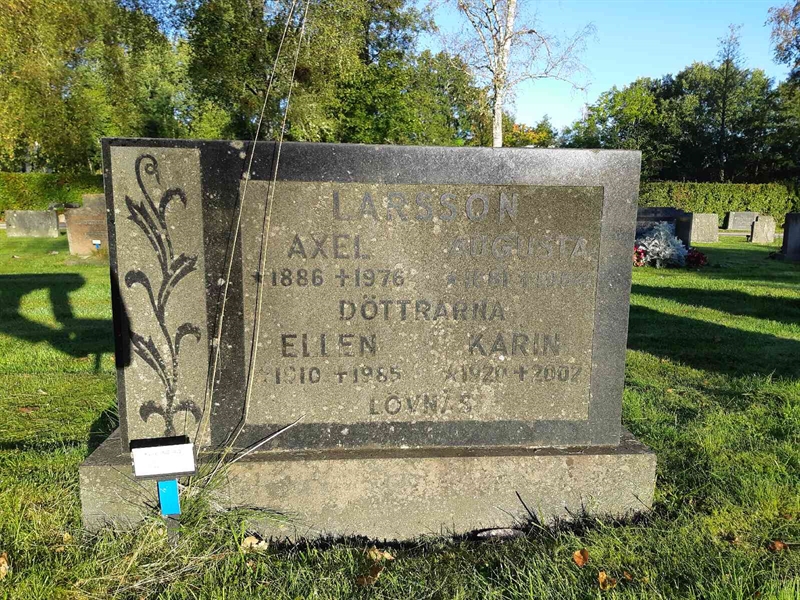 LARSSON
AXEL AUGUSTA
★1886 +1976
DÖTTRARNA
ELLEN KARIN
★1910 +1985 ★1920 +2002
LÖVNÄS